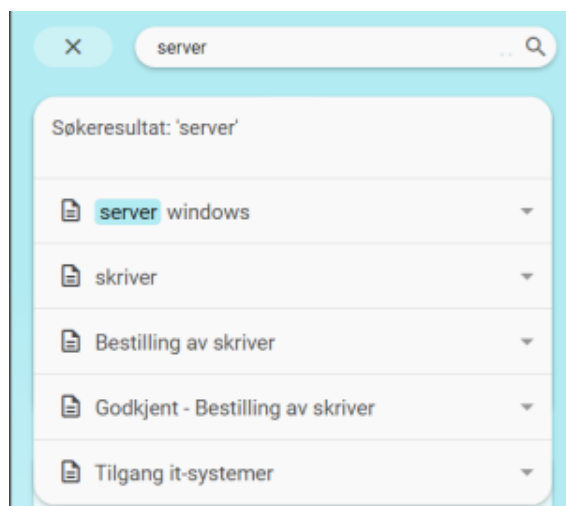 server
Søkeresultat: 'server'
server windows
skriver
Bestilling av skriver
Godkjent - Bestilling av skriver
Tilgang it-systemer